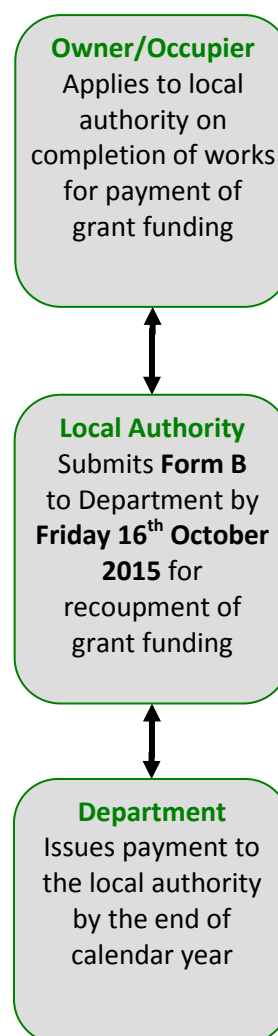 Owner/Occupier
Applies to local
authority on
completion of works
for payment of
grant funding
Local Authority
Submits Form B
to Department by
Friday 16th October
2015 for
recoupment of
grant funding
Department
Issues payment to
the local authority
by the end of
calendar year